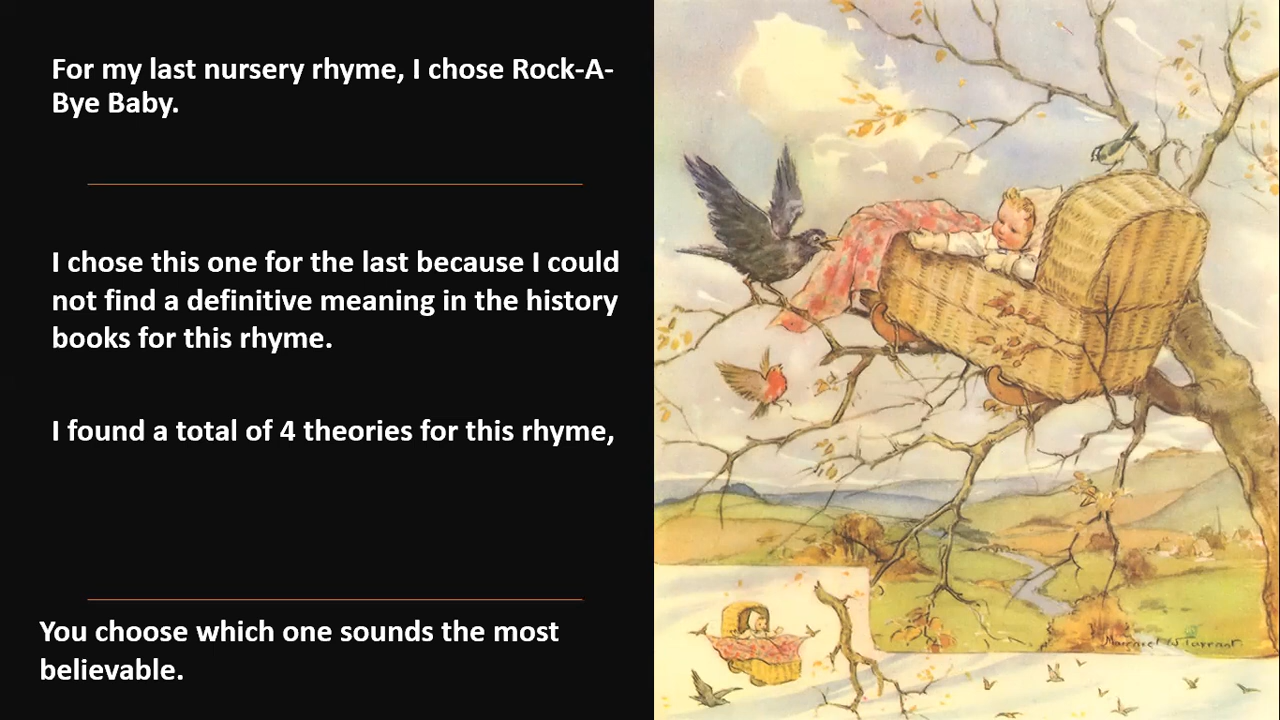 For my last nursery rhyme, I chose Rock-A-
Bye Baby.
I chose this one for the last because I could
not find a definitive meaning in the history
books for this rhyme.
I found a total of 4 theories for this rhyme,
You choose which one sounds the most
believable.
Margaret W Tarrant